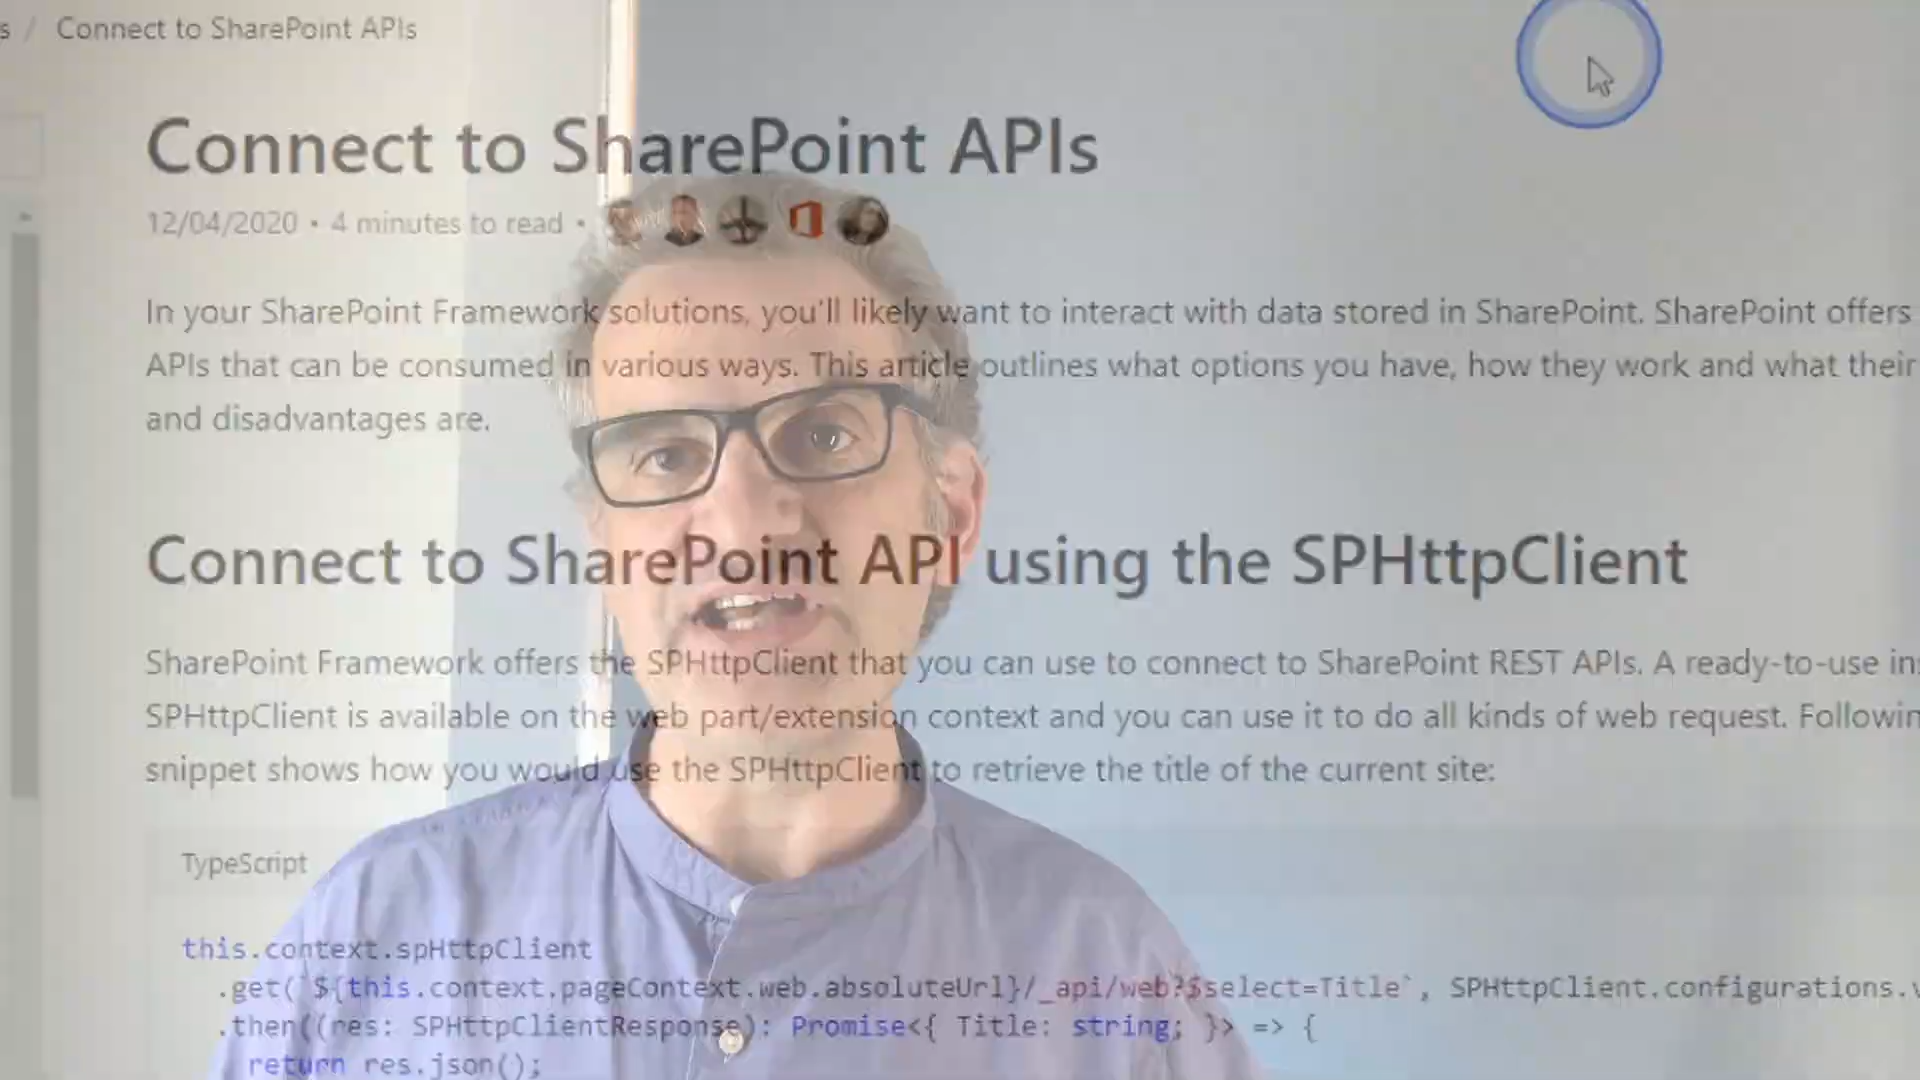 s / Connect to SharePoint APIs
Connect to SharePoint APIs
12/04/2020 • 4 minutes to read •
In your SharePoint Framework solutions, you'll likely want to interact with data stored in SharePoint. SharePoint offers
APIs that can be consumed in various ways. This article outlines what options you have, how they work and what their
and disadvantages are.
Connect to SharePoint API using the SPHttpClient
SharePoint Framework offers the SPHttpClient that you can use to connect to SharePoint REST APIs. A ready-to-use
SPHttpClient is available on the web part/extension context and you can use it to do all kinds of web request.
snippet shows how you would use the SPHttpClient to retrieve the title of the current site:
TypeScript
this.context.spHttpClient
.get(`${this.context.pageContext.web.absoluteUrl}/_api/web?$select=Title`, SPHttpClient.configurations.
.then((res: SPHttpClientResponse): Promise<{ Title: string; }> => {
return res.json();